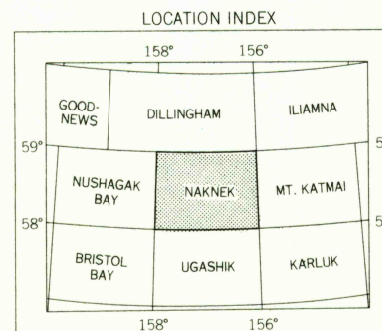 LOCATION INDEX
158° 156°
GOOD-
NEWS
DILLINGHAM
ILIAMNA
59°
NUSHAGAK
BAY
NAKNEK
MT. KATMAI
58°
BRISTOL
BAY
UGASHIK
KARLUK
158° 156°